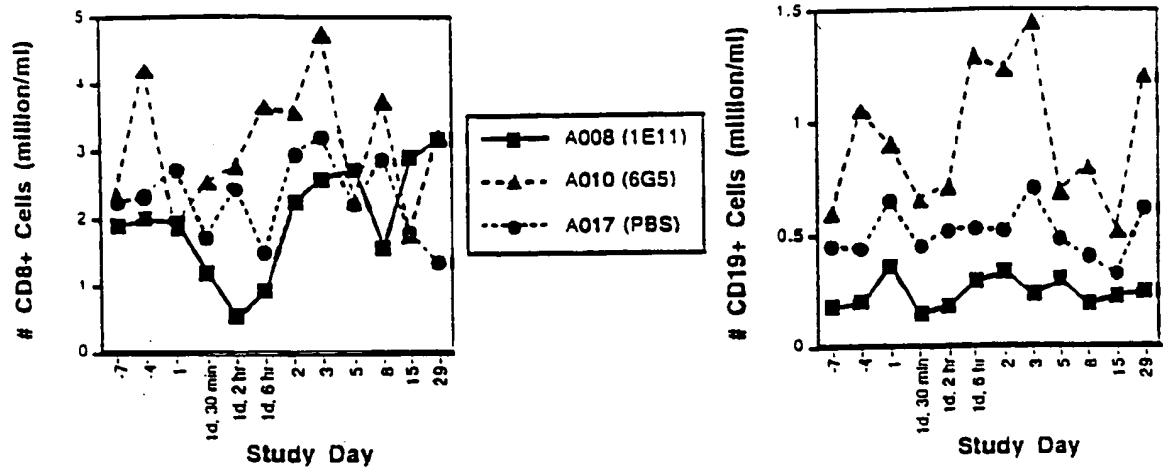 5
4
3
2
1
0
# CD8+ Cells (million/ml)
-7
-4
1
1d, 30 min
1d, 2 hr
1d, 6 hr
2
3
5
8
15
29
Study Day
A008 (1E11)
A010 (6G5)
A017 (PBS)
1.5
1
0.5
0
# CD19+ Cells (million/ml)
-7
-4
1
1d, 30 min
1d, 2 hr
1d, 6 hr
2
3
5
8
15
29
Study Day